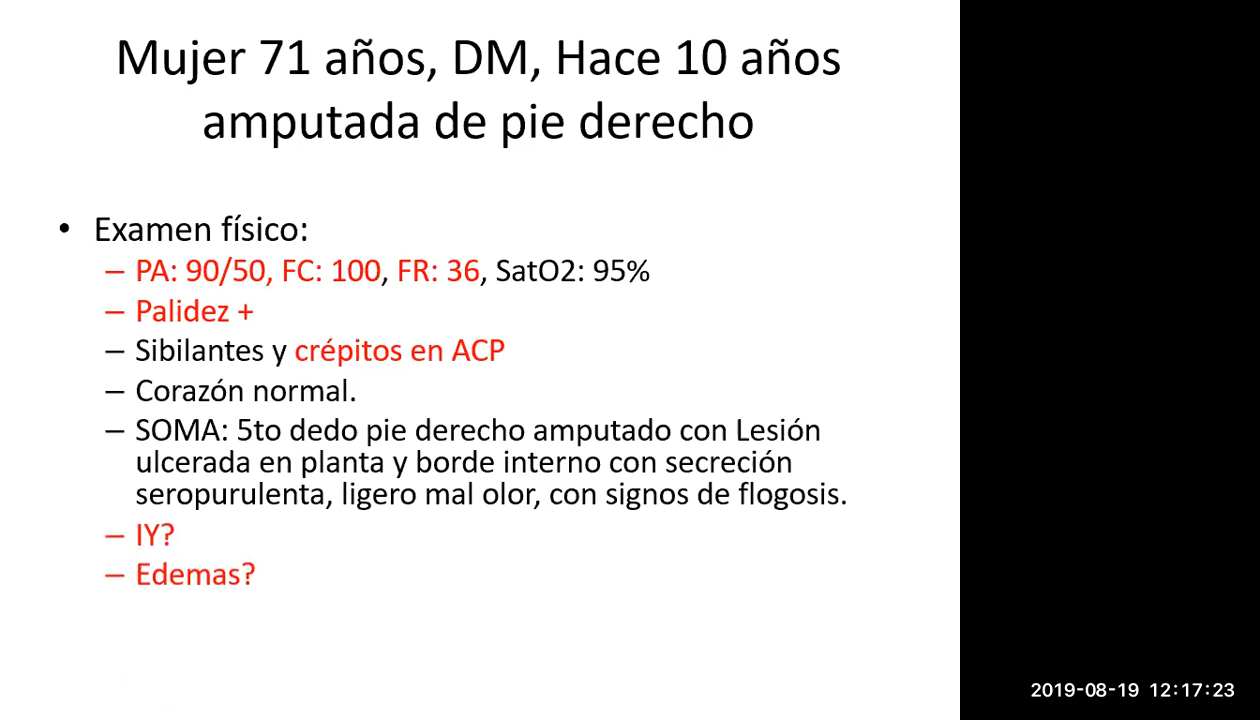 Mujer 71 años, DM, Hace 10 años
amputada de pie derecho
• Examen físico:
– PA: 90/50, FC: 100, FR: 36, SatO2: 95%
– Palidez +
– Sibilantes y crépitos en ACP
– Corazón normal.
– SOMA: 5to dedo pie derecho amputado con Lesión
ulcerada en planta y borde interno con secreción
seropurulenta, ligero mal olor, con signos de flogosis.
– IY?
– Edemas?
2019-08-19 12:17:23